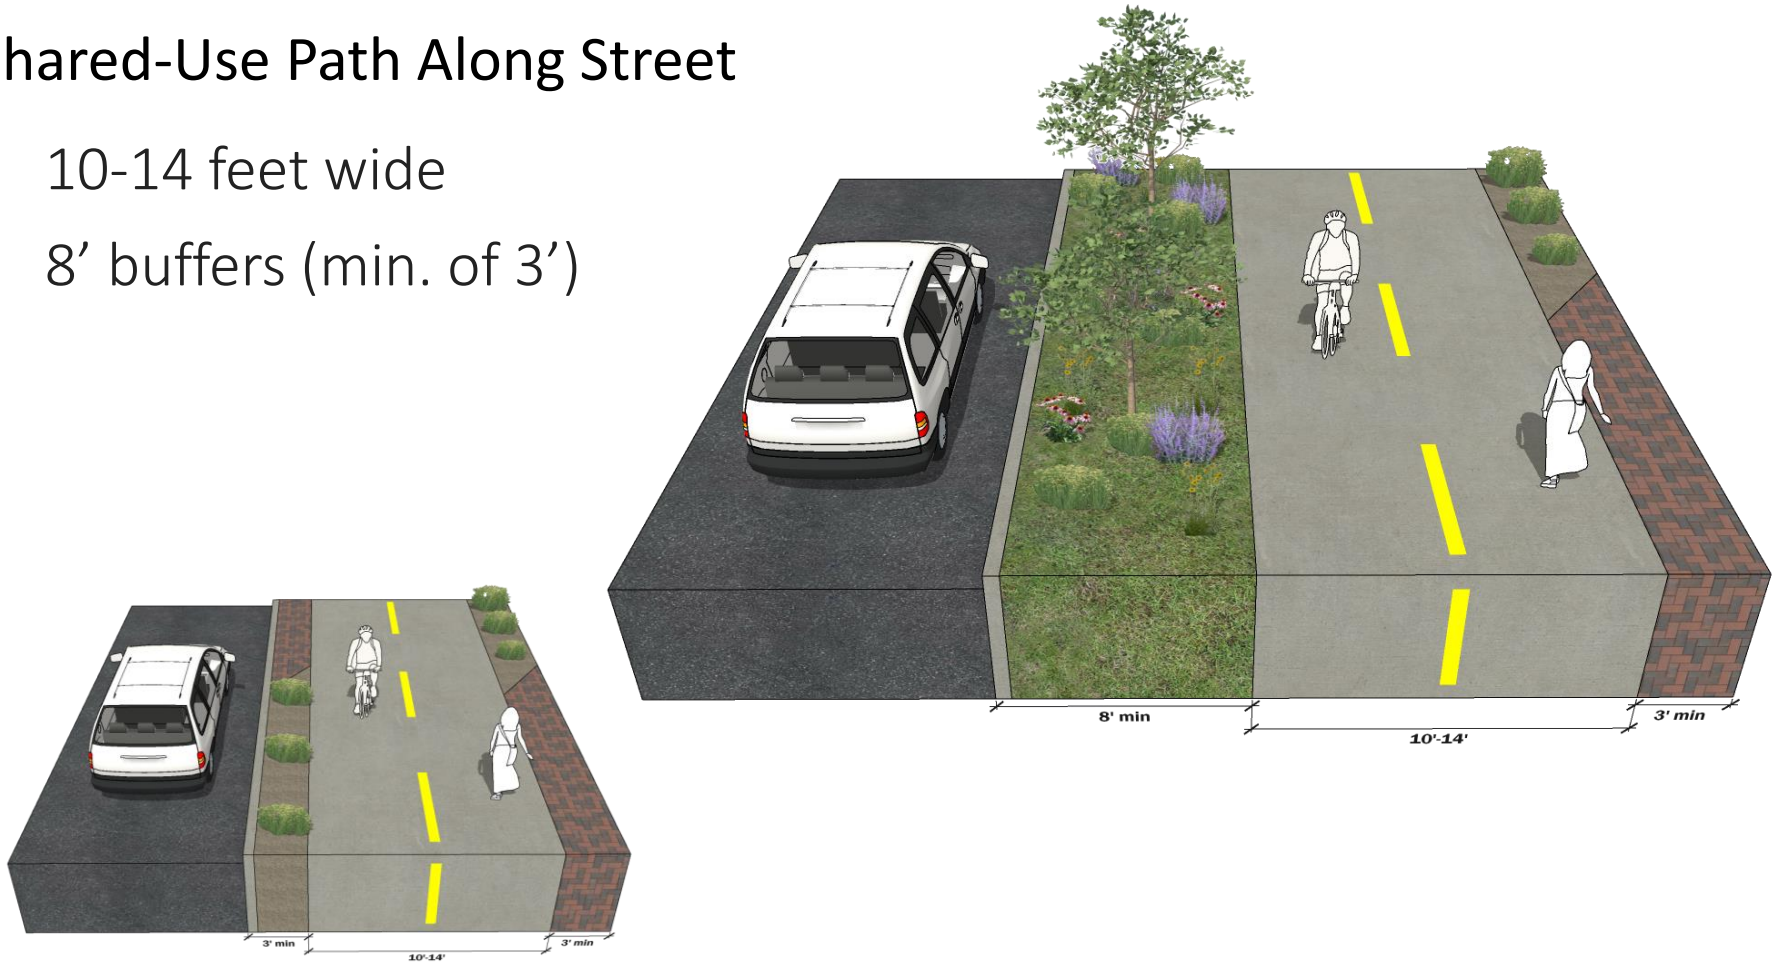 hared-Use Path Along Street
10-14 feet wide
8’ buffers (min. of 3’)
8' min
10'-14'
3' min
3' min
10'-14'
3' min